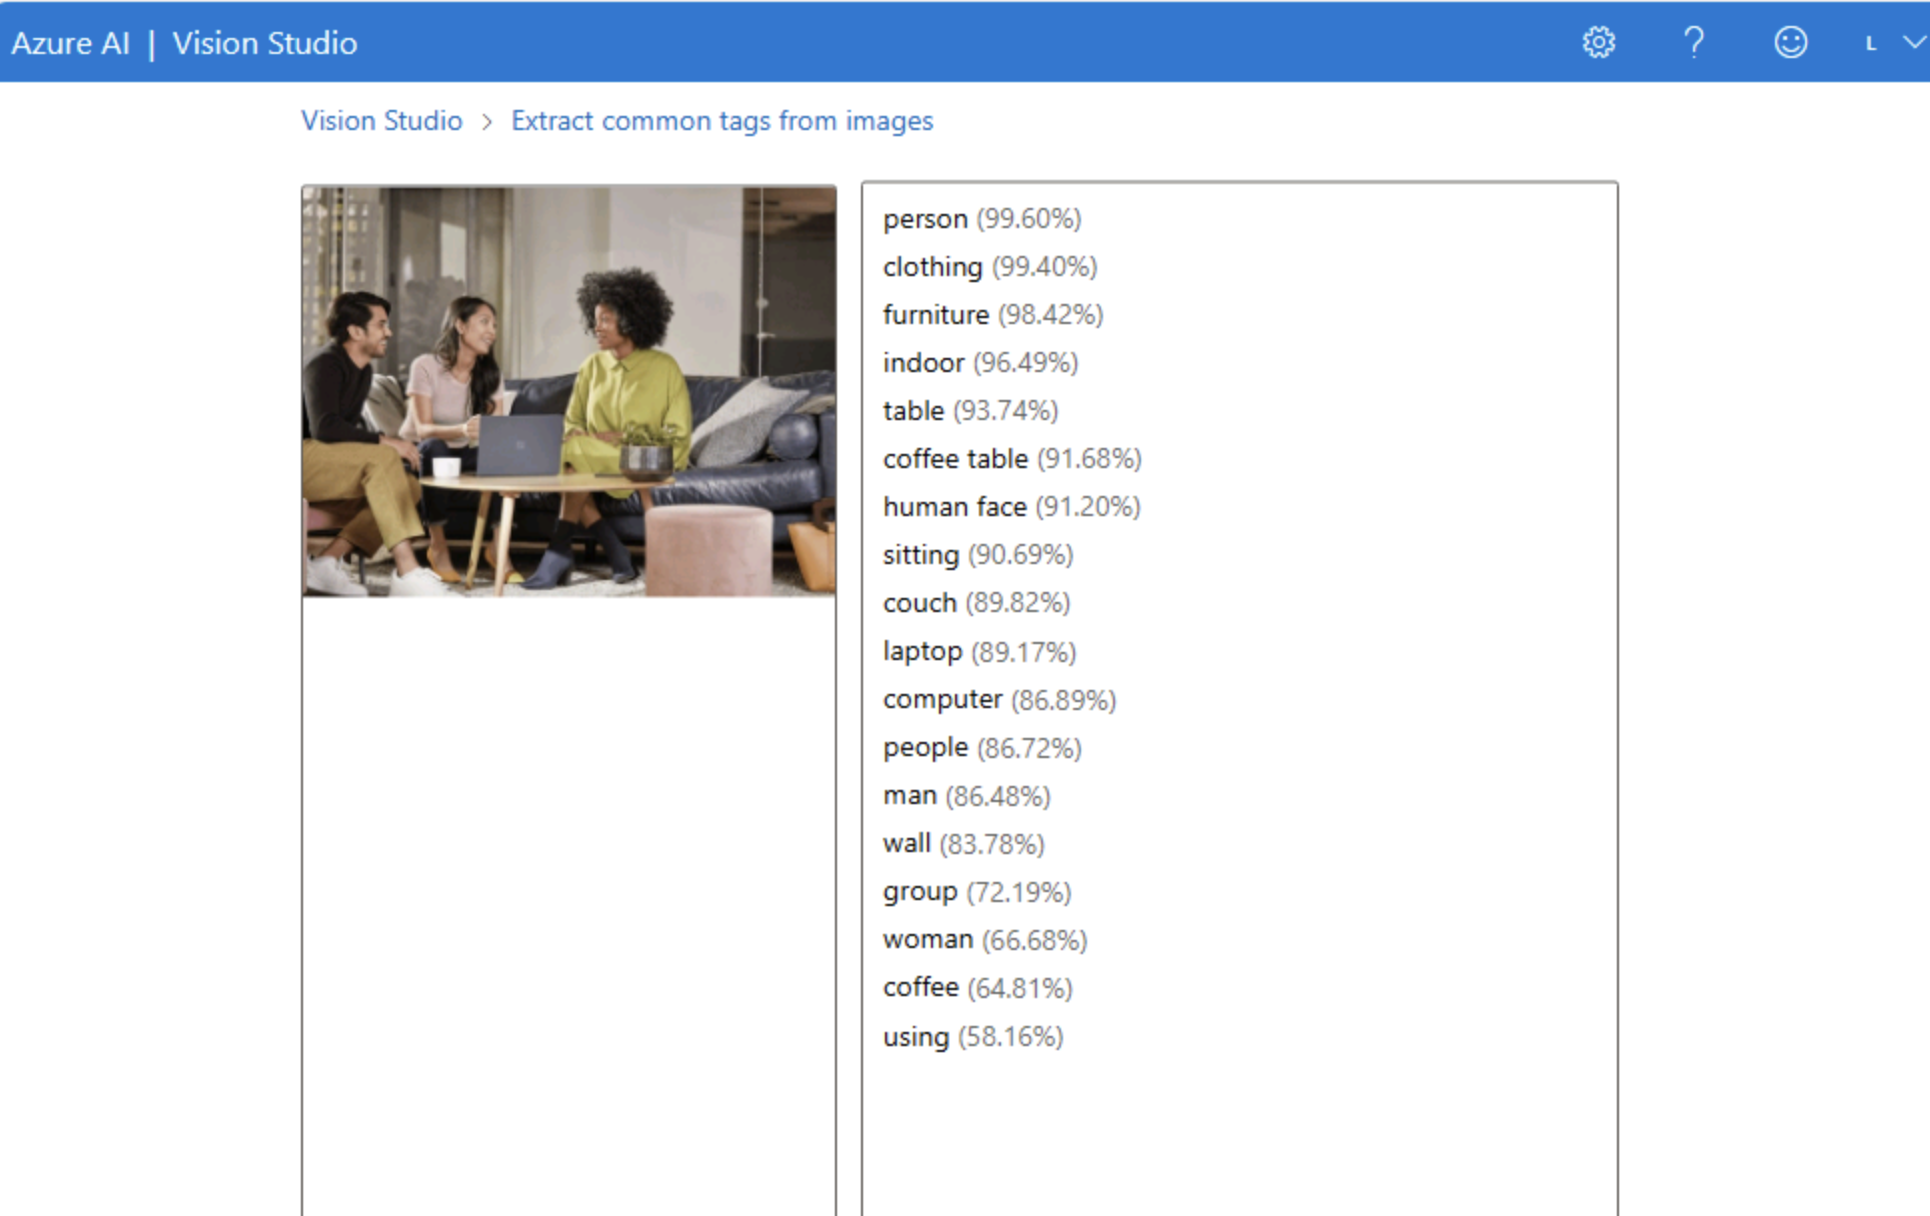 Azure AI | Vision Studio
L
Vision Studio > Extract common tags from images
person (99.60%)
clothing (99.40%)
furniture (98.42%)
indoor (96.49%)
table (93.74%)
coffee table (91.68%)
human face (91.20%)
sitting (90.69%)
couch (89.82%)
laptop (89.17%)
computer (86.89%)
people (86.72%)
man (86.48%)
wall (83.78%)
group (72.19%)
woman (66.68%)
coffee (64.81%)
using (58.16%)